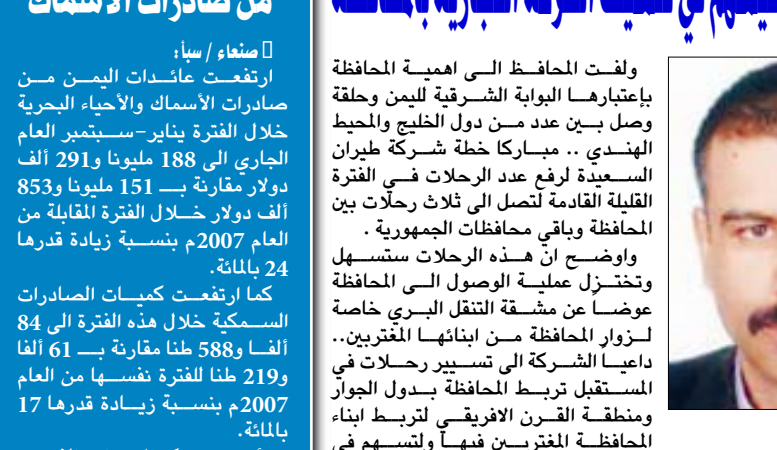 ولفت المحافظ الى اهمية المحافظة
بإعتبارها البوابة الشرقية لليمن وحلقة
وصل بين عدد من دول الخليج والمحيط
الهندي .. مباركا خطة شركة طيران
السعيدة لرفع عدد الرحلات في الفترة
القليلة القادمة لتصل الى ثلاث رحلات بين
المحافظة وباقي محافظات الجمهورية .
واوضح ان هذه الرحلات ستسهل
وتختزل عملية الوصول الى المحافظة
عوضاً عن مشقة التنقل البري خاصة
لزوار المحافظة من ابنائها المغتربين..
داعيا الشركة الى تسيير رحلات في
المستقبل تربط المحافظة بدول الجوار
ومنطقة القرن الافريقي لتربط ابناء
المحافظة المغتربين فيها ولتسهم في
من صادرات الأسماك
صنعاء / سبأ:
ارتفعت عائدات اليمن من
صادرات الأسماك والأحياء البحرية
خلال الفترة يناير-سبتمبر العام
الجاري الى 188 مليونا و291 ألف
دولار مقارنة بـ 151 مليونا و853
ألف دولار خلال الفترة المقابلة من
العام 2007م بنسبة زيادة قدرها
24 بالمائة.
كما ارتفعت كميات الصادرات
السمكية خلال هذه الفترة الى 84
ألفا و588 طنا مقارنة بـ 61 ألفا
و219 طنا للفترة نفسها من العام
2007م بنسبة زيادة قدرها 17
بالمائة.